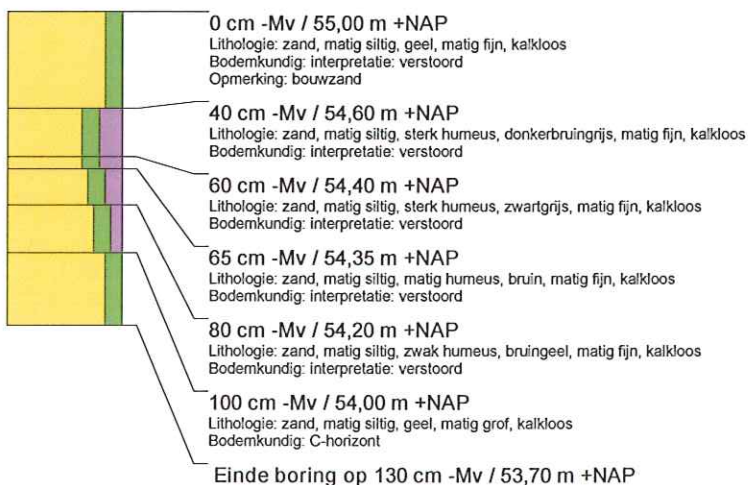 0 cm -Mv / 55,00 m +NAP
Lithologie: zand, matig siltig, geel, matig fijn, kalkloos
Bodemkundig: interpretatie: verstoord
Opmerking: bouwzand
40 cm -Mv / 54,60 m +NAP
Lithologie: zand, matig siltig, sterk humeus, donkerbruingrijs, matig fijn, kalkloos
Bodemkundig: interpretatie: verstoord
60 cm -Mv / 54,40 m +NAP
Lithologie: zand, matig siltig, sterk humeus, zwartgrijs, matig fijn, kalkloos
Bodemkundig: interpretatie: verstoord
65 cm -Mv / 54,35 m +NAP
Lithologie: zand, matig siltig, matig humeus, bruin, matig fijn, kalkloos
Bodemkundig: interpretatie: verstoord
80 cm -Mv / 54,20 m +NAP
Lithologie: zand, matig siltig, zwak humeus, bruingeel, matig fijn, kalkloos
Bodemkundig: interpretatie: verstoord
100 cm -Mv / 54,00 m +NAP
Lithologie: zand, matig siltig, geel, matig grof, kalkloos
Bodemkundig: C-horizont
Einde boring op 130 cm -Mv / 53,70 m +NAP